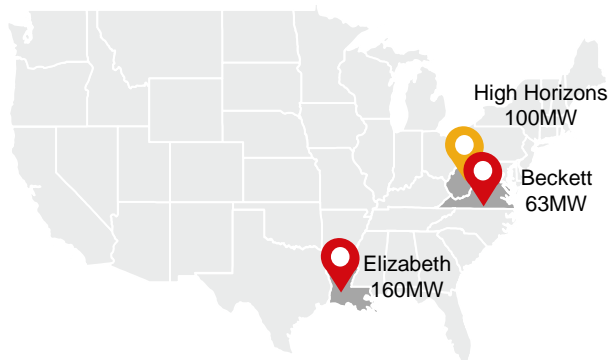 High Horizons
100MW
Beckett
63MW
Elizabeth
160MW